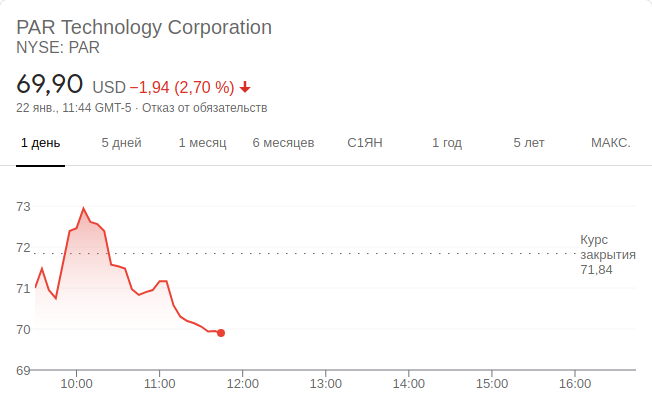 PAR Technology Corporation
NYSE: PAR
69,90 USD −1,94 (2,70 %)
22 янв., 11:44 GMT-5 · Отказ от обязательств
1 день 5 дней 1 месяц 6 месяцев С1ЯН 1 год 5 лет МАКС.
73
72
71
70
69
Курс
закрытия
71,84
10:00 11:00 12:00 13:00 14:00 15:00 16:00